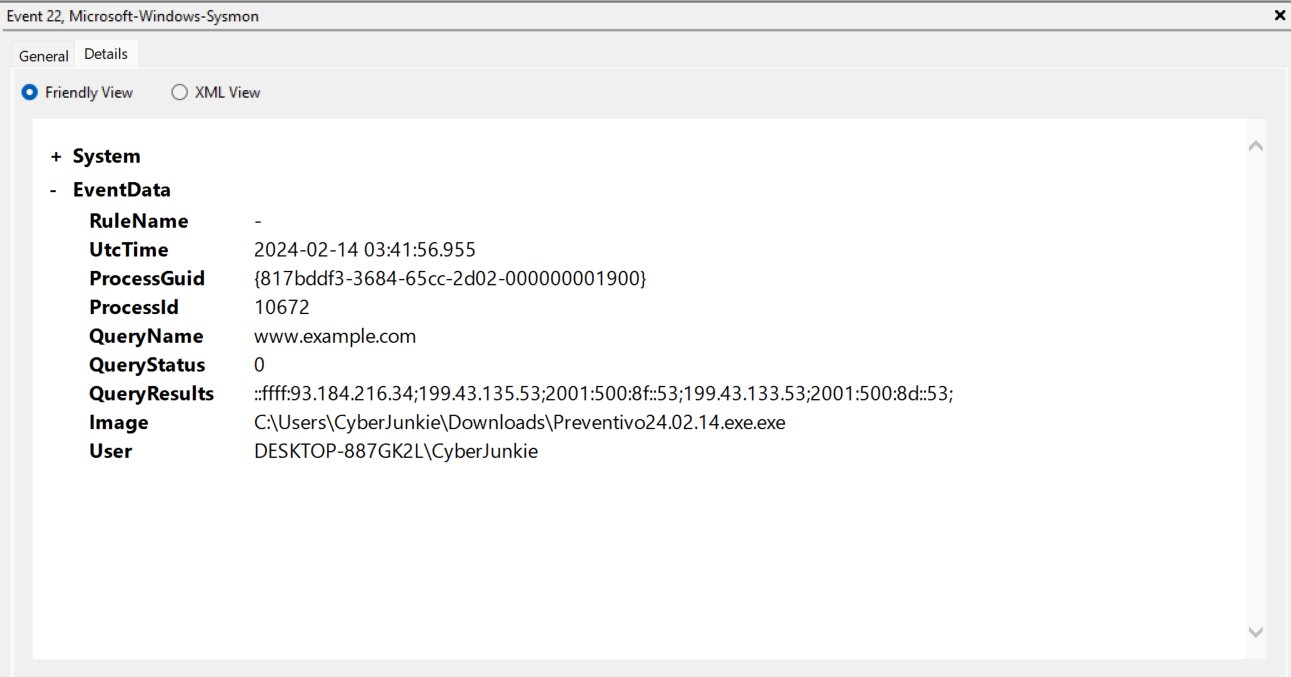 Event 22, Microsoft-Windows-Sysmon
General Details
Friendly View XML View
+ System
- EventData
RuleName -
UtcTime 2024-02-14 03:41:56.955
ProcessGuid {817bddf3-3684-65cc-2d02-000000001900}
ProcessId 10672
QueryName www.example.com
QueryStatus 0
QueryResults ::ffff:93.184.216.34;199.43.135.53;2001:500:8f::53;199.43.133.53;2001:500:8d::53;
Image C:\Users\CyberJunkie\Downloads\Preventivo24.02.14.exe.exe
User DESKTOP-887GK2L\CyberJunkie